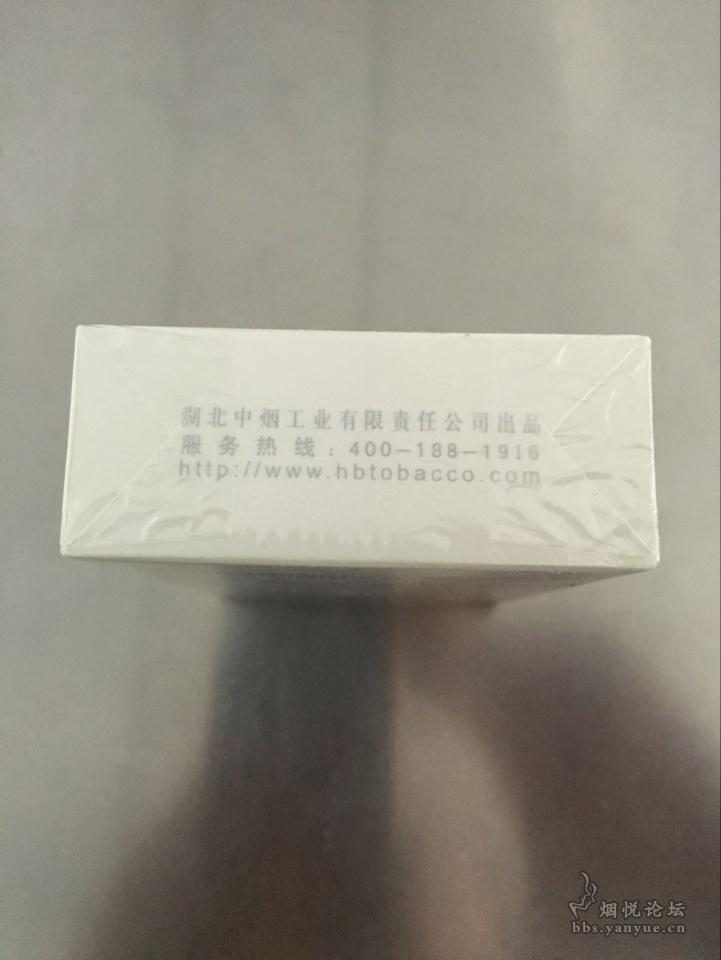 湖北中烟工业有限责任公司出品
服务热线：400-188-1916
http://www.hbtobacco.com
烟悦论坛
bbs.yanyue.cn